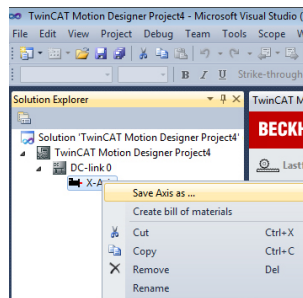 TwinCAT Motion Designer Project4 - Microsoft Visual Studio (
File Edit View Project Debug Team Tools Scope
B I U Strike-through
Solution Explorer
TwinCAT M
Solution 'TwinCAT Motion Designer Project4'
BECKH
TwinCAT Motion Designer Project4
DC-link 0
Save Axis as ...
Create bill of materials
Cut Ctrl+X
Copy Ctrl+C
Remove Del
Rename